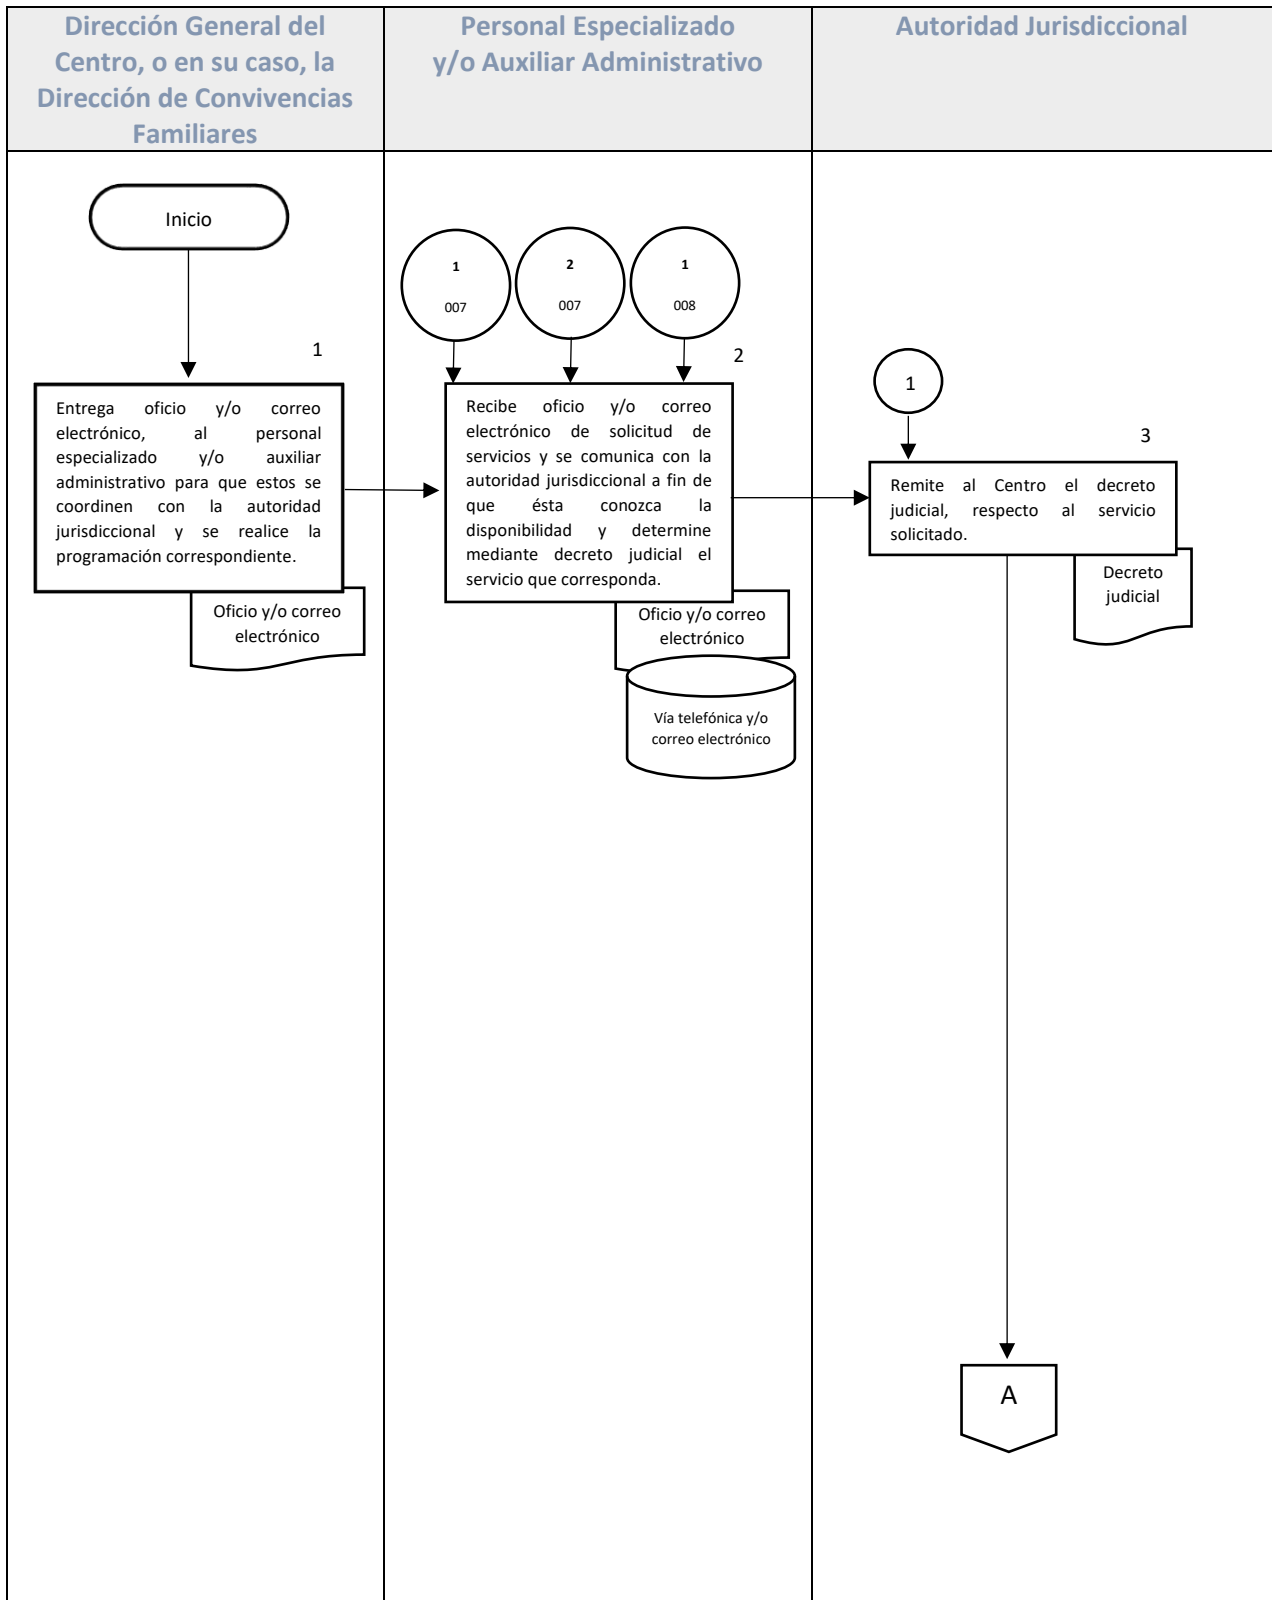 Dirección General del
Centro, o en su caso, la
Dirección de Convivencias
Familiares
Personal Especializado
y/o Auxiliar Administrativo
Autoridad Jurisdiccional
Inicio
1
Entrega oficio y/o correo
electrónico, al personal
especializado y/o auxiliar
administrativo para que estos se
coordinen con la autoridad
jurisdiccional y se realice la
programación correspondiente.
Oficio y/o correo
electrónico
1
007
2
007
1
008
2
Recibe oficio y/o correo
electrónico de solicitud de
servicios y se comunica con la
autoridad jurisdiccional a fin de
que ésta conozca la
disponibilidad y determine
mediante decreto judicial el
servicio que corresponda.
Oficio y/o correo
electrónico
Vía telefónica y/o
correo electrónico
1
3
Remite al Centro el decreto
judicial, respecto al servicio
solicitado.
Decreto
judicial
A